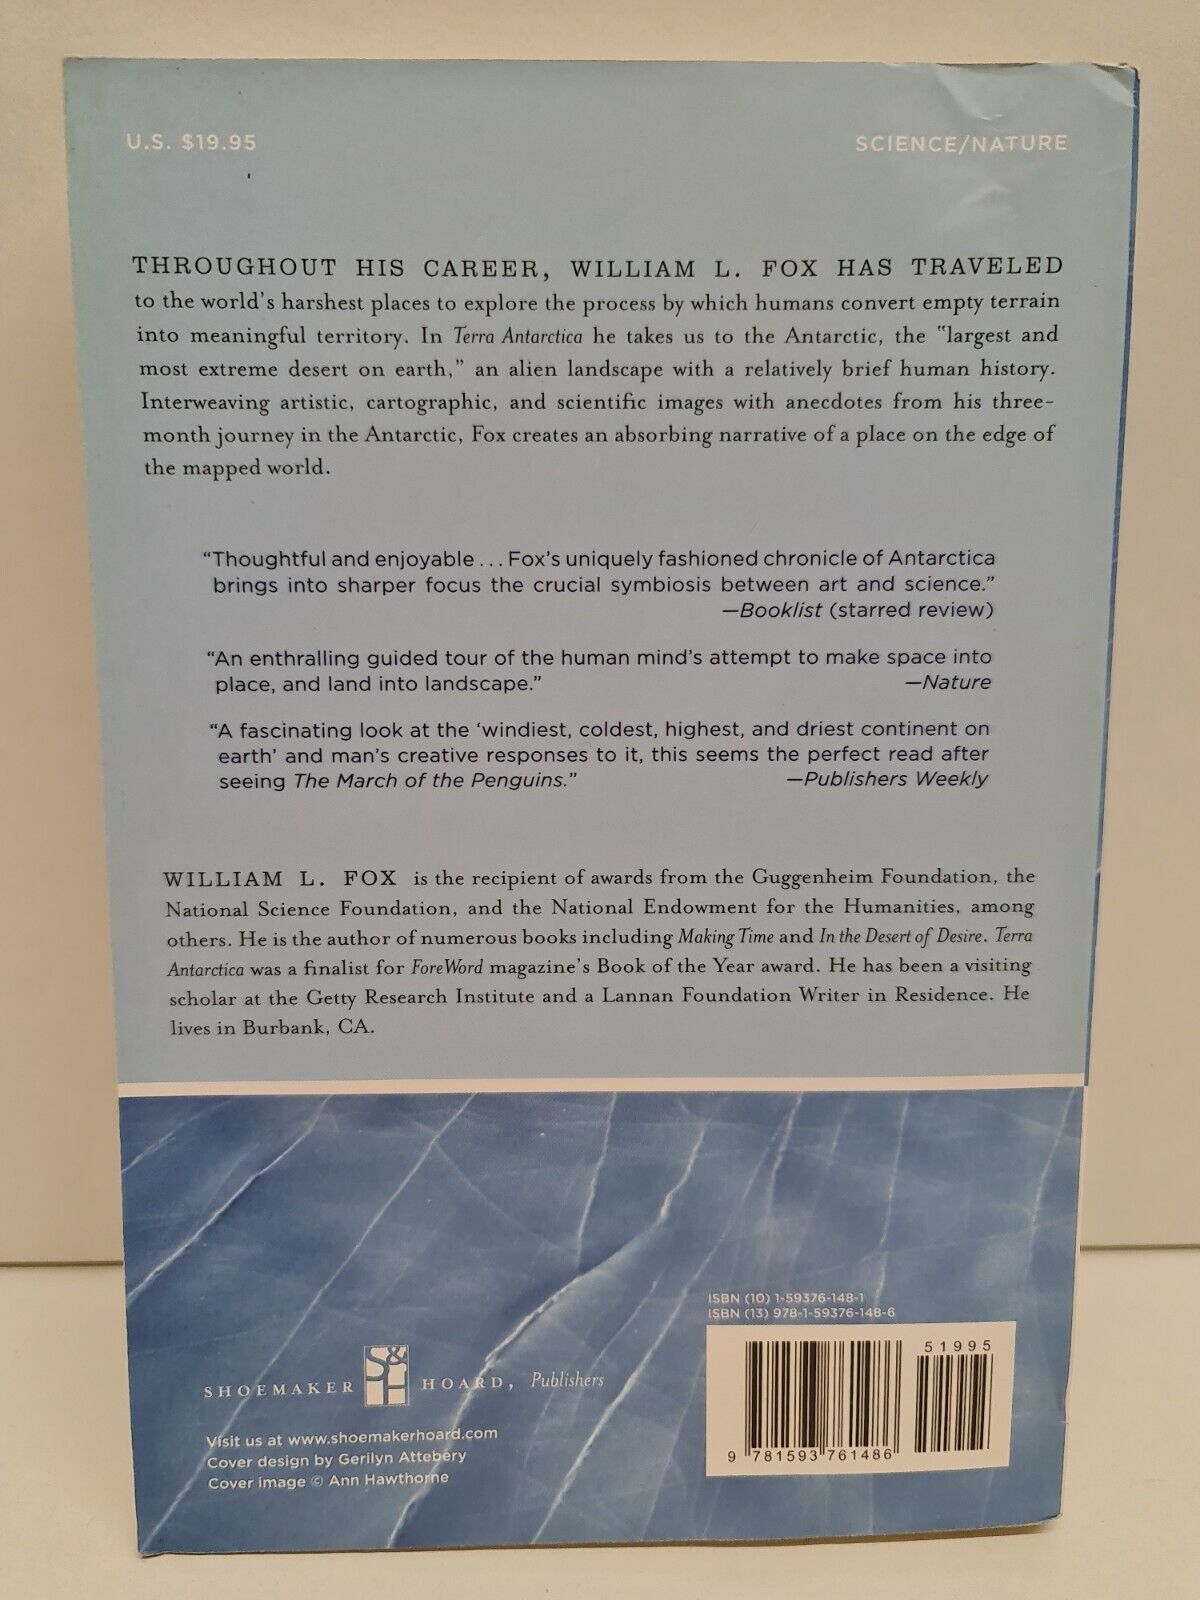 U.S. $19.95
SCIENCE/NATURE
THROUGHOUT HIS CAREER, WILLIAM L. FOX HAS TRAVELED
to the world's harshest places to explore the process by which humans convert empty terrain
into meaningful territory. In Terra Antarctica he takes us to the Antarctic, the "largest and
most extreme desert on earth," an alien landscape with a relatively brief human history.
Interweaving artistic, cartographic, and scientific images with anecdotes from his three-
month journey in the Antarctic, Fox creates an absorbing narrative of a place on the edge of
the mapped world.
“Thoughtful and enjoyable . . . Fox’s uniquely fashioned chronicle of Antarctica
brings into sharper focus the crucial symbiosis between art and science.”
—Booklist (starred review)
“An enthralling guided tour of the human mind’s attempt to make space into
place, and land into landscape.” —Nature
“A fascinating look at the ‘windiest, coldest, highest, and driest continent on
earth’ and man’s creative responses to it, this seems the perfect read after
seeing The March of the Penguins.” —Publishers Weekly
WILLIAM L. FOX is the recipient of awards from the Guggenheim Foundation, the
National Science Foundation, and the National Endowment for the Humanities, among
others. He is the author of numerous books including Making Time and In the Desert of Desire. Terra
Antarctica was a finalist for ForeWord magazine's Book of the Year award. He has been a visiting
scholar at the Getty Research Institute and a Lannan Foundation Writer in Residence. He
lives in Burbank, CA.
ISBN (10) 1-59376-148-1
ISBN (13) 978-1-59376-148-6
51995
9 781593 761486
SHOEMAKER S&H HOARD, Publishers
Visit us at www.shoemakerhoard.com
Cover design by Gerilyn Attebery
Cover image © Ann Hawthorne